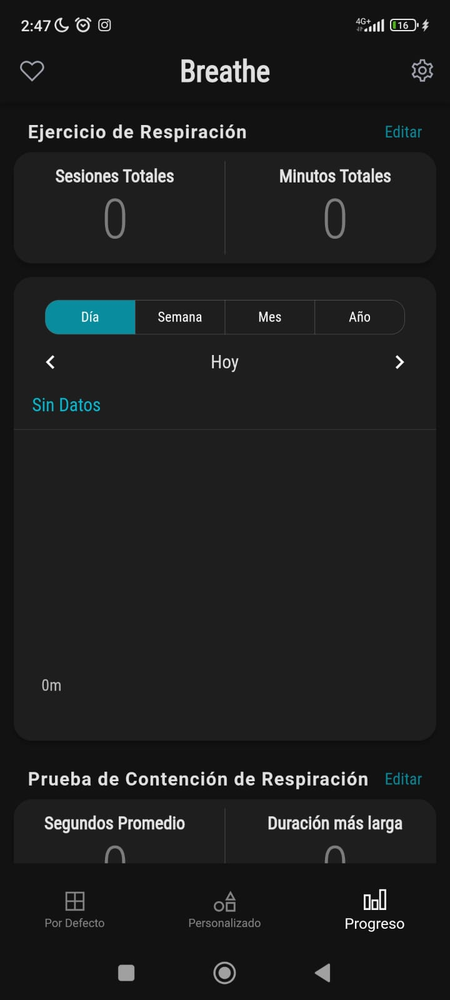 2:47 4G+ 16
Breathe
Ejercicio de Respiración Editar
Sesiones Totales Minutos Totales
0 0
Día Semana Mes Año
Hoy
Sin Datos
0m
Prueba de Contención de Respiración Editar
Segundos Promedio Duración más larga
0 0
Por Defecto Personalizado Progreso